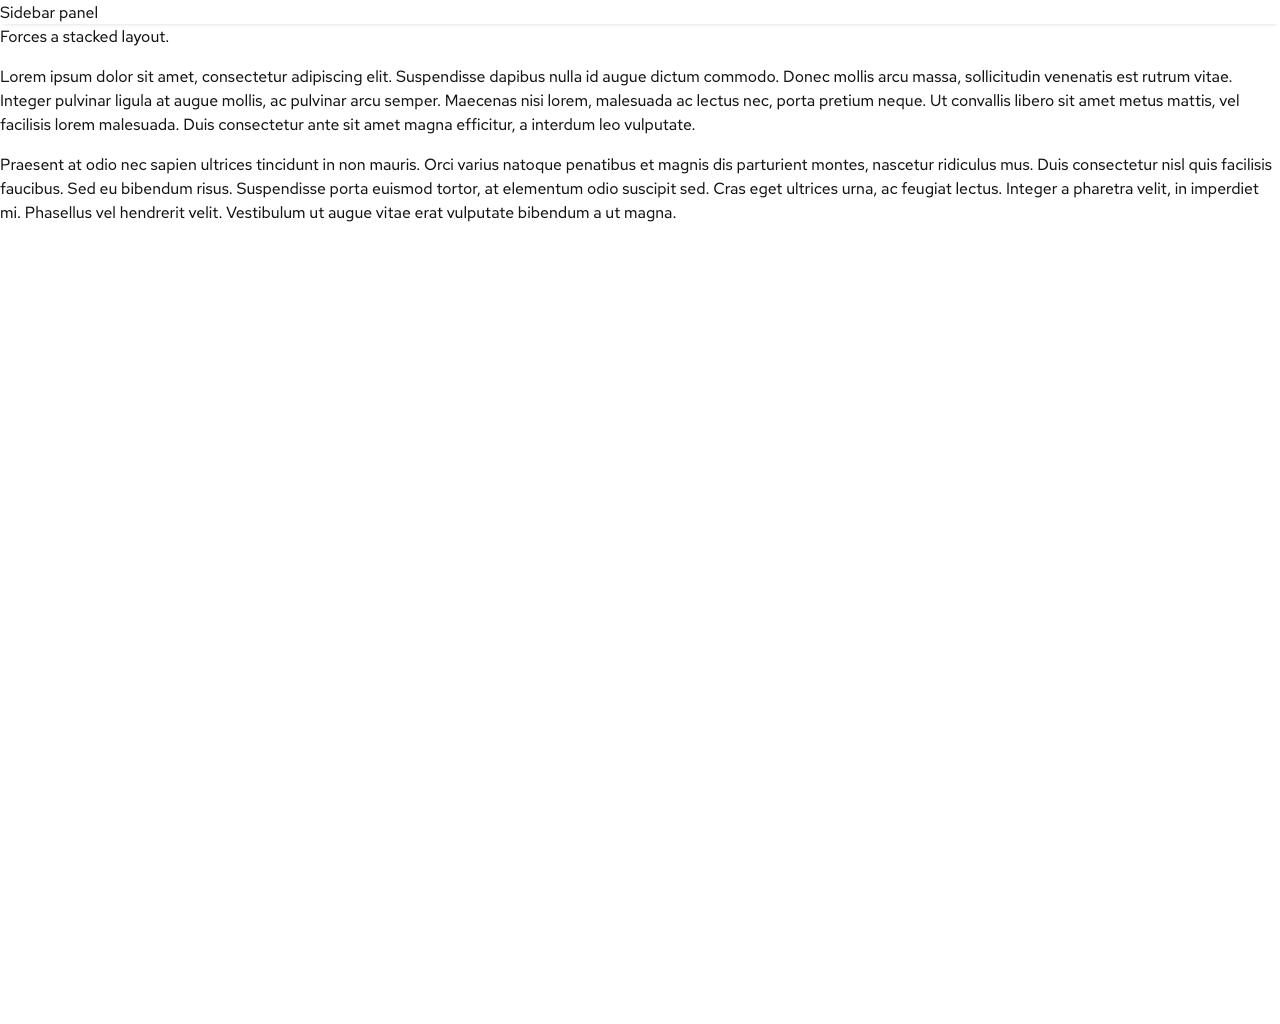 Sidebar panel
Forces a stacked layout.
Lorem ipsum dolor sit amet, consectetur adipiscing elit. Suspendisse dapibus nulla id augue dictum commodo. Donec mollis arcu massa, sollicitudin venenatis est rutrum vitae.
Integer pulvinar ligula at augue mollis, ac pulvinar arcu semper. Maecenas nisi lorem, malesuada ac lectus nec, porta pretium neque. Ut convallis libero sit amet metus mattis, vel
facilisis lorem malesuada. Duis consectetur ante sit amet magna efficitur, a interdum leo vulputate.
Praesent at odio nec sapien ultrices tincidunt in non mauris. Orci varius natoque penatibus et magnis dis parturient montes, nascetur ridiculus mus. Duis consectetur nisl quis facilisis
faucibus. Sed eu bibendum risus. Suspendisse porta euismod tortor, at elementum odio suscipit sed. Cras eget ultrices urna, ac feugiat lectus. Integer a pharetra velit, in imperdiet
mi. Phasellus vel hendrerit velit. Vestibulum ut augue vitae erat vulputate bibendum a ut magna.